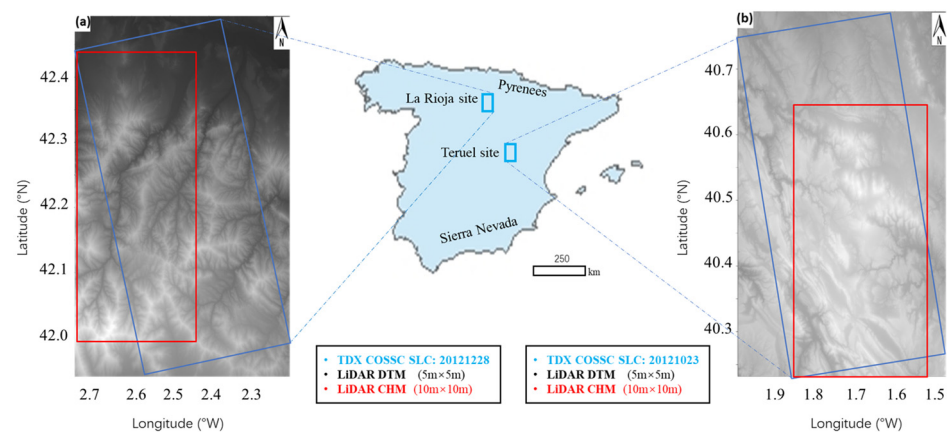 (a)
N
42.4
42.3
42.2
42.1
42.0
Latitude (°N)
2.7 2.6 2.5 2.4 2.3
Longitude (°W)
La Rioja site
Pyrenees
Teruel site
Sierra Nevada
250
km
• TDX COSSC SLC: 20121228
• LiDAR DTM (5m×5m)
• LiDAR CHM (10m×10m)
• TDX COSSC SLC: 20121023
• LiDAR DTM (5m×5m)
• LiDAR CHM (10m×10m)
(b)
N
40.7
40.6
40.5
40.4
40.3
Latitude (°N)
1.9 1.8 1.7 1.6 1.5
Longitude (°W)